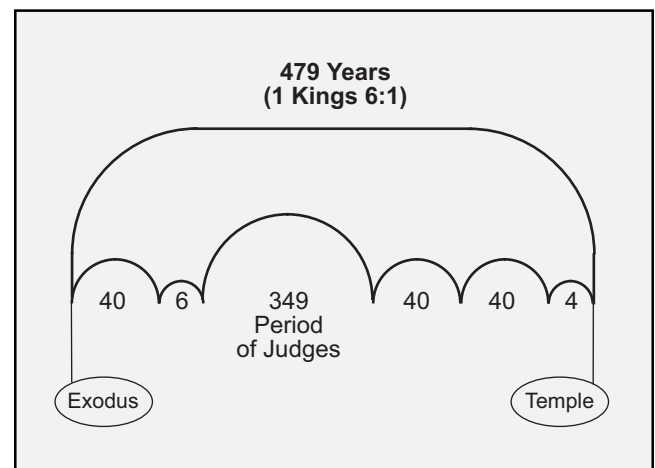 479 Years
(1 Kings 6:1)
40 6 349 40 40 4
Period
of Judges
Exodus Temple